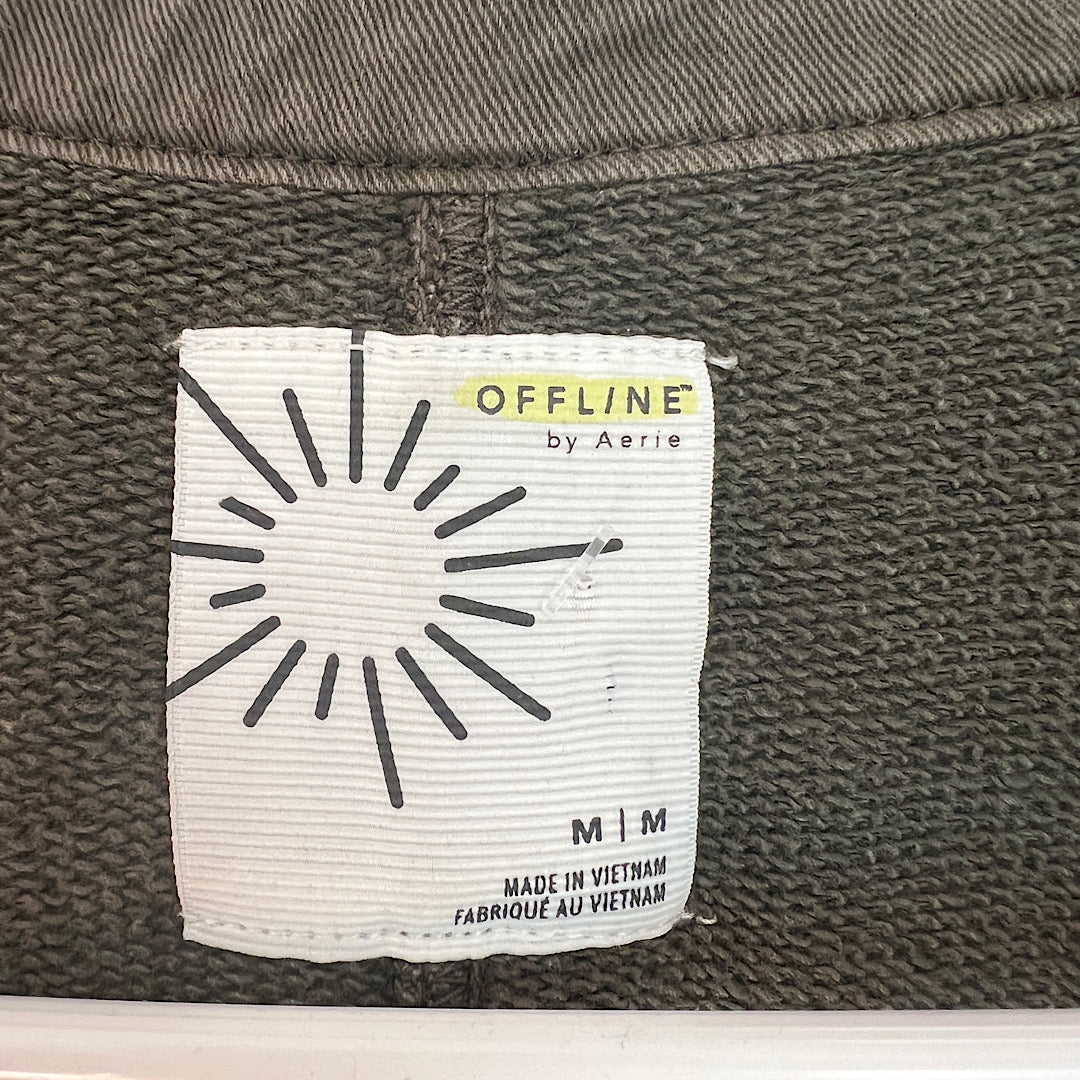 OFFLINE™
by Aerie
M | M
MADE IN VIETNAM
FABRIQUÉ AU VIETNAM